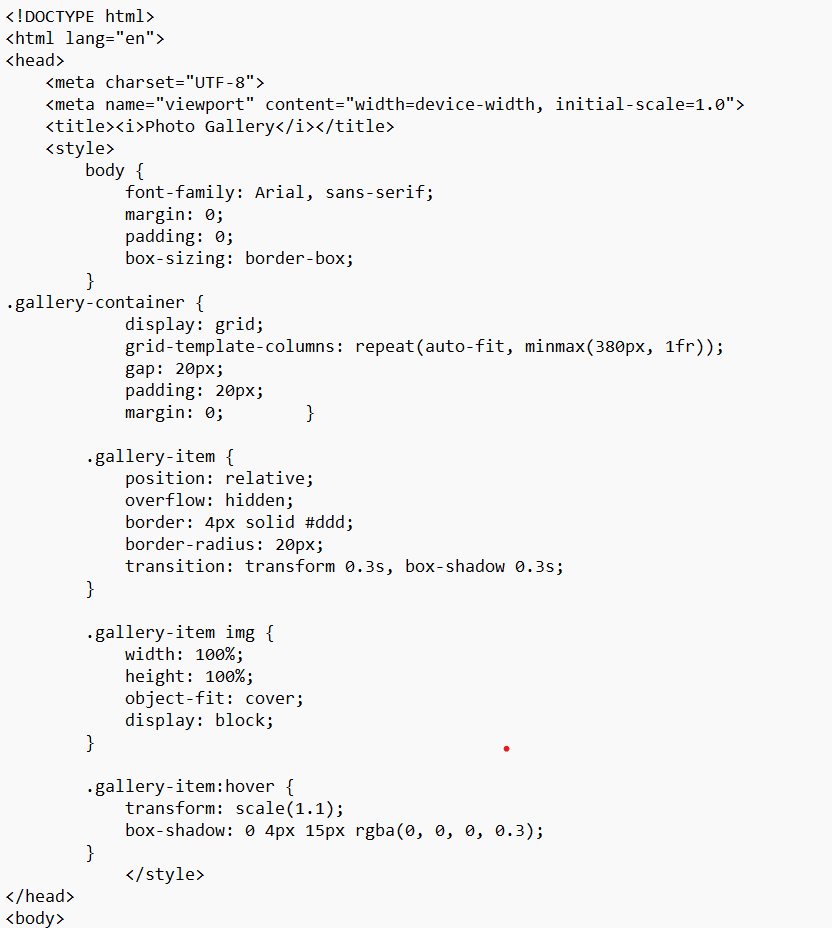 <!DOCTYPE html>
<html lang="en">
<head>
    <meta charset="UTF-8">
    <meta name="viewport" content="width=device-width, initial-scale=1.0">
    <title><i>Photo Gallery</i></title>
    <style>
        body {
            font-family: Arial, sans-serif;
            margin: 0;
            padding: 0;
            box-sizing: border-box;
        }
.gallery-container {
            display: grid;
            grid-template-columns: repeat(auto-fit, minmax(380px, 1fr));
            gap: 20px;
            padding: 20px;
            margin: 0;        }

        .gallery-item {
            position: relative;
            overflow: hidden;
            border: 4px solid #ddd;
            border-radius: 20px;
            transition: transform 0.3s, box-shadow 0.3s;
        }

        .gallery-item img {
            width: 100%;
            height: 100%;
            object-fit: cover;
            display: block;
        }

        .gallery-item:hover {
            transform: scale(1.1);
            box-shadow: 0 4px 15px rgba(0, 0, 0, 0.3);
        }
            </style>
</head>
<body>